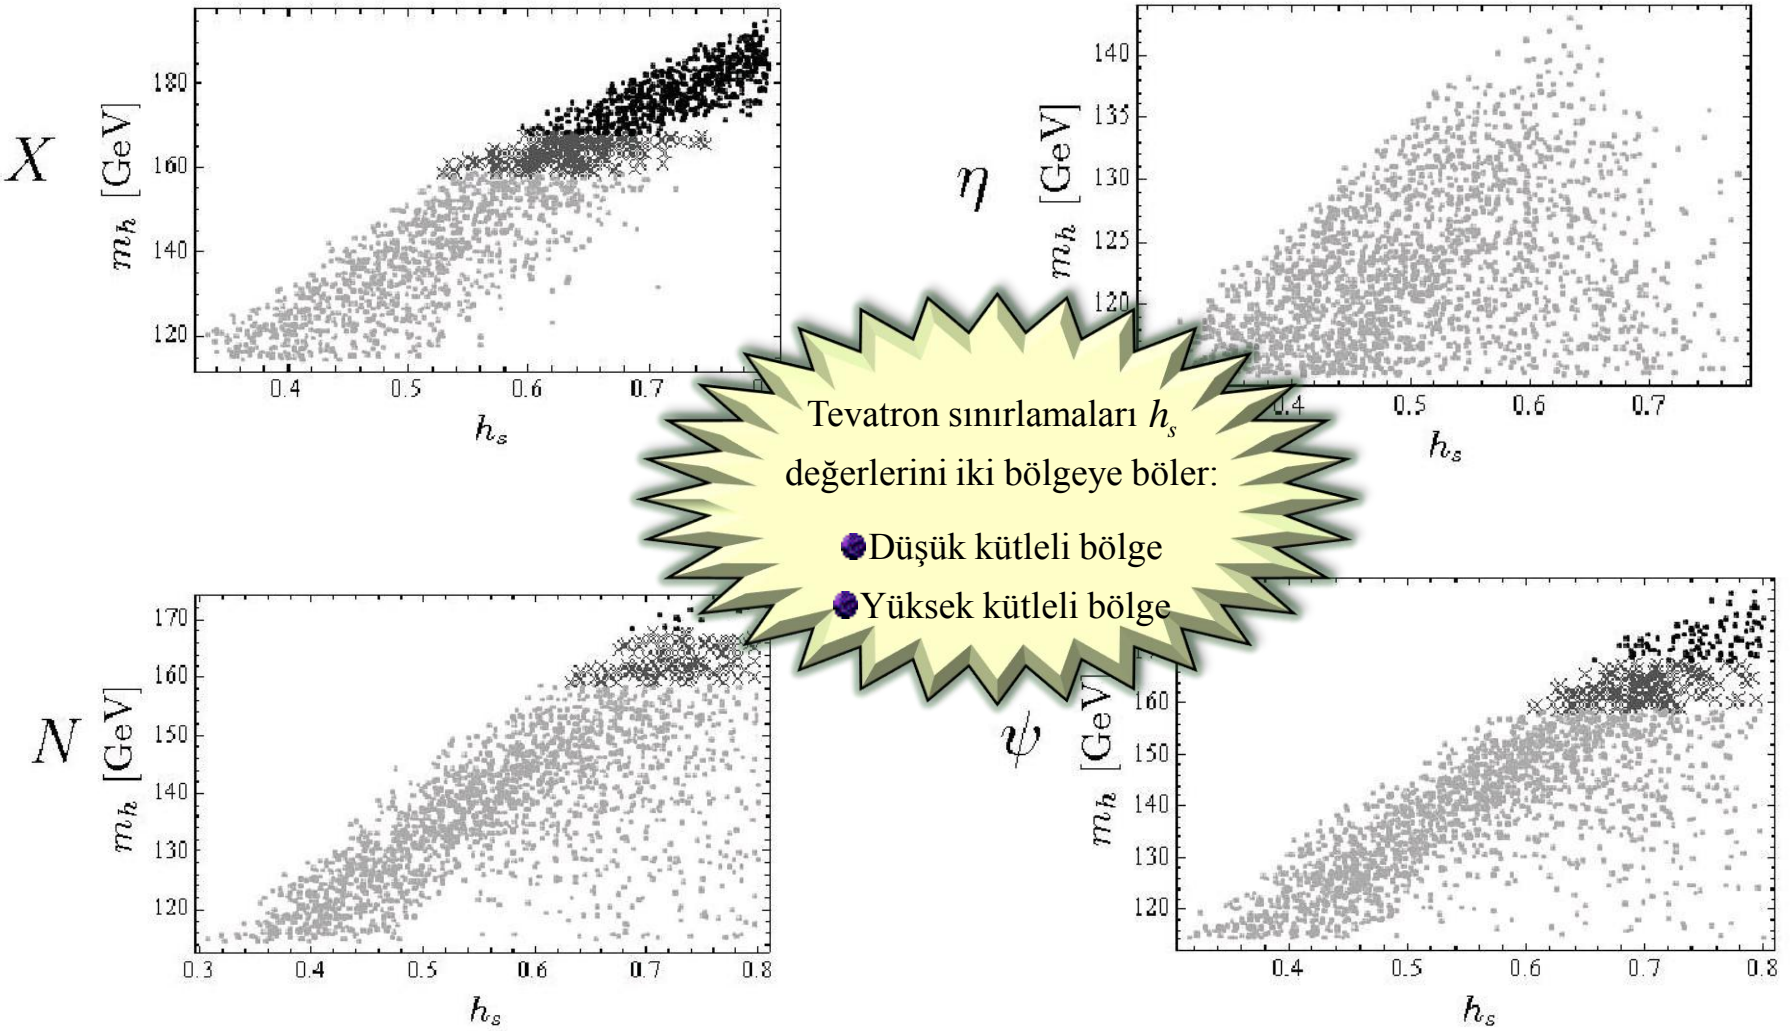 X
m_h [GeV]
180
160
140
120
0.4 0.5 0.6 0.7
h_s
η
m_h [GeV]
140
135
130
125
120
0.4 0.5 0.6 0.7
h_s
Tevatron sınırlamaları h_s
değerlerini iki bölgeye böler:
Düşük kütleli bölge
Yüksek kütleli bölge
N
m_h [GeV]
170
160
150
140
130
120
0.3 0.4 0.5 0.6 0.7 0.8
h_s
ψ
m_h [GeV]
160
150
140
130
120
0.4 0.5 0.6 0.7 0.8
h_s